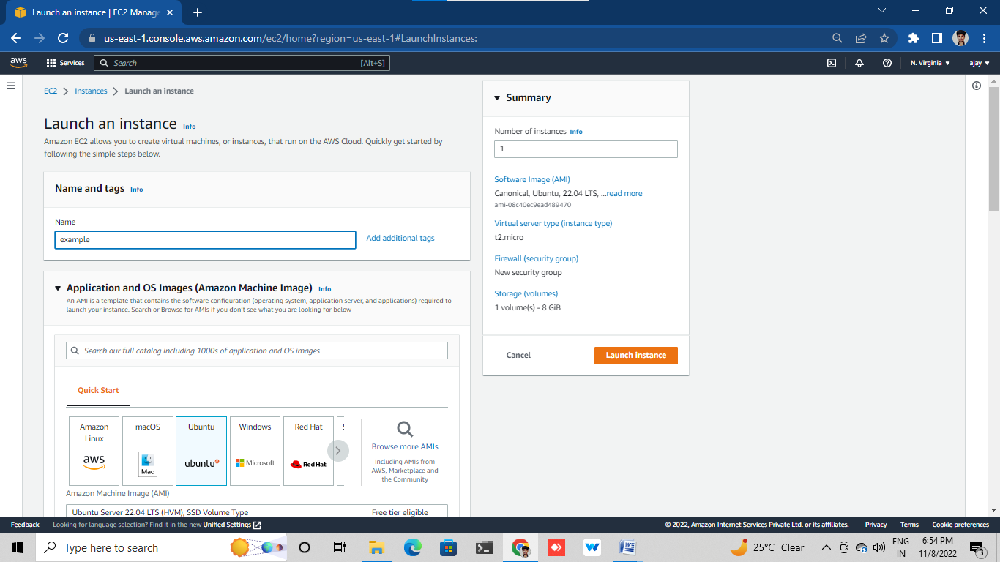 Launch an instance | EC2 Manage
us-east-1.console.aws.amazon.com/ec2/home?region=us-east-1#LaunchInstances:
aws
Services
Search
[Alt+S]
N. Virginia
ajay
EC2
Instances
Launch an instance
Launch an instance Info
Amazon EC2 allows you to create virtual machines, or instances, that run on the AWS Cloud. Quickly get started by
following the simple steps below.
Name and tags Info
Name
example
Add additional tags
Application and OS Images (Amazon Machine Image) Info
An AMI is a template that contains the software configuration (operating system, application server, and applications) required to
launch your instance. Search or Browse for AMIs if you don't see what you are looking for below
Search our full catalog including 1000s of application and OS images
Quick Start
Amazon
Linux
aws
macOS
Mac
Ubuntu
ubuntu
Windows
Microsoft
Red Hat
Red Hat
Browse more AMIs
Including AMIs from
AWS, Marketplace and
the Community
Amazon Machine Image (AMI)
Ubuntu Server 22.04 LTS (HVM), SSD Volume Type
Free tier eligible
Summary
Number of instances Info
1
Software Image (AMI)
Canonical, Ubuntu, 22.04 LTS, ...read more
ami-08c40ec9ead489470
Virtual server type (instance type)
t2.micro
Firewall (security group)
New security group
Storage (volumes)
1 volume(s) - 8 GiB
Cancel
Launch instance
Feedback
Looking for language selection? Find it in the new Unified Settings
© 2022, Amazon Internet Services Private Ltd. or its affiliates.
Privacy
Terms
Cookie preferences
Type here to search
25°C Clear
ENG
IN
6:54 PM
11/8/2022
3